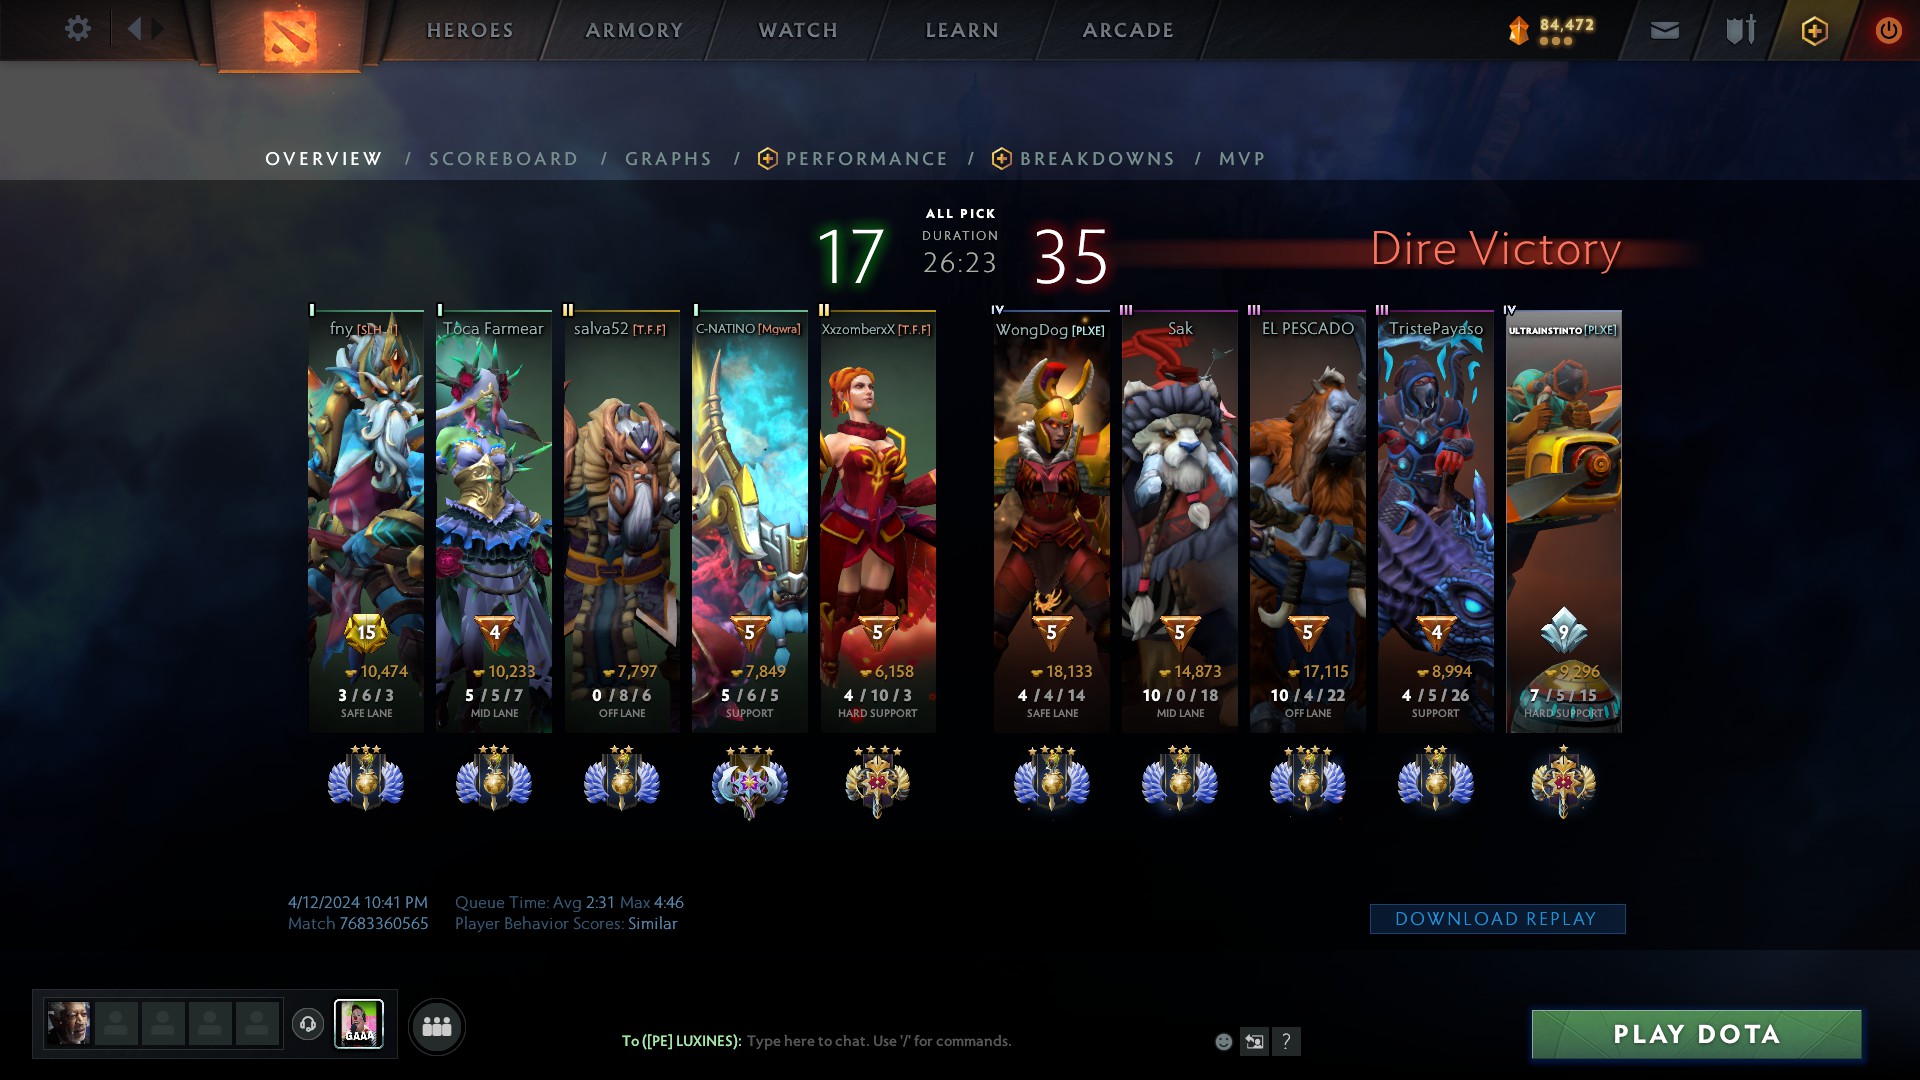 HEROES
ARMORY
WATCH
LEARN
ARCADE
84,472
OVERVIEW / SCOREBOARD / GRAPHS / PERFORMANCE / BREAKDOWNS / MVP
17
ALL PICK
DURATION
26:23
35
Dire Victory
I
fny
15
10,474
3 / 6 / 3
SAFE LANE
I
Toca Farmear
4
10,233
5 / 5 / 7
MID LANE
II
salva52 [T.F.F]
7,797
0 / 8 / 6
OFF LANE
I
C-NATINO [Mgwra]
5
7,849
5 / 6 / 5
SUPPORT
II
XxzomberxX [T.F.F]
5
6,158
4 / 10 / 3
HARD SUPPORT
IV
WongDog [PLXE]
5
18,133
4 / 4 / 14
SAFE LANE
III
Sak
5
14,873
10 / 0 / 18
MID LANE
III
EL PESCADO
5
17,115
10 / 4 / 22
OFF LANE
III
TristePayaso
4
8,994
4 / 5 / 26
SUPPORT
IV
ULTRAINSTINTO [PLXE]
9
9,296
7 / 5 / 15
HARD SUPPORT
4/12/2024 10:41 PM
Queue Time: Avg 2:31 Max 4:46
Match 7683360565
Player Behavior Scores: Similar
DOWNLOAD REPLAY
GAAA
To ([PE] LUXINES): Type here to chat. Use '/' for commands.
?
PLAY DOTA